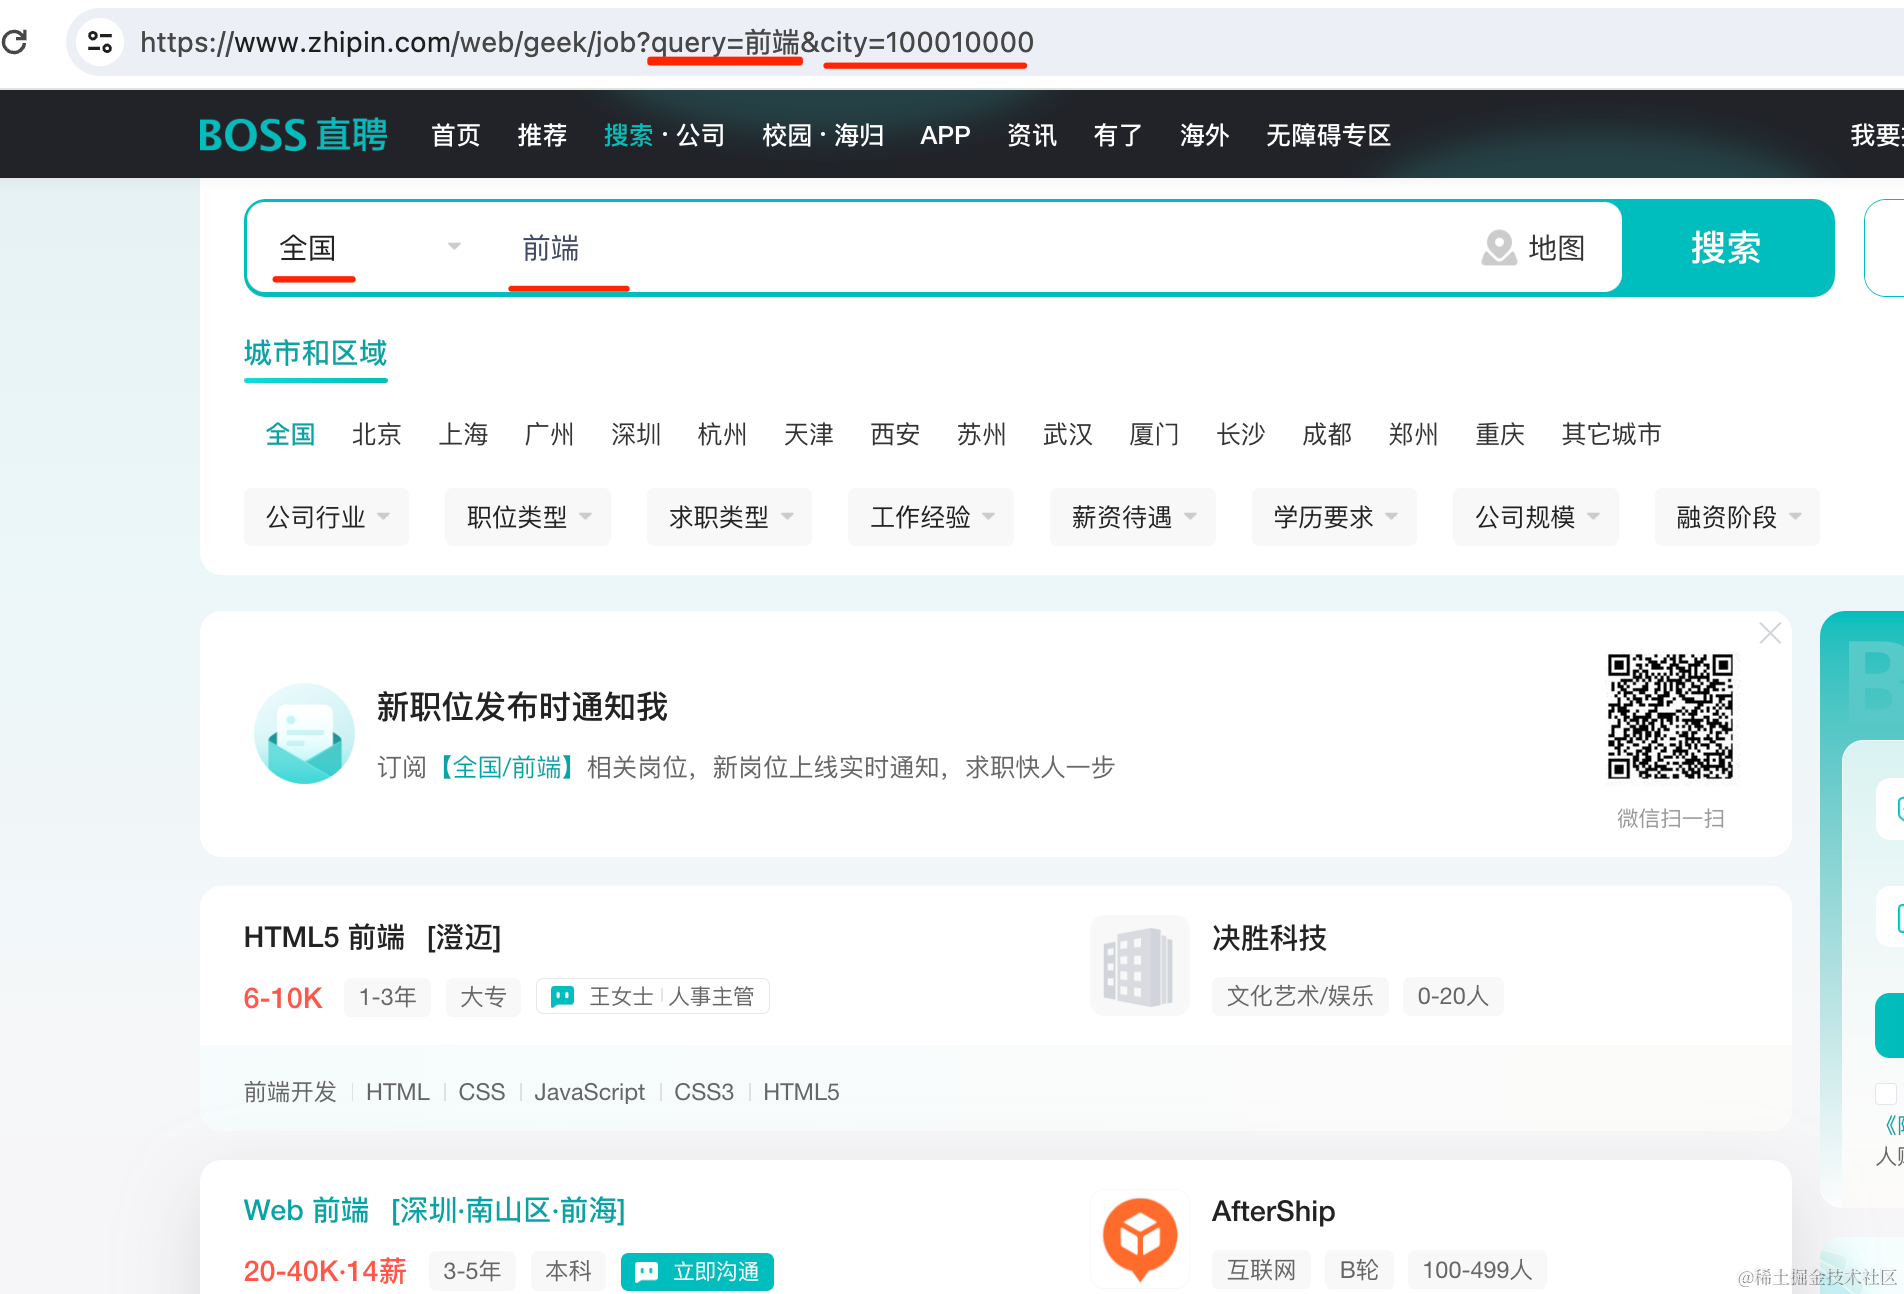 https://www.zhipin.com/web/geek/job?query=前端&city=100010000
BOSS 直聘 首页 推荐 搜索 · 公司 校园 · 海归 APP 资讯 有了 海外 无障碍专区 我要
全国 前端 地图 搜索
城市和区域
全国 北京 上海 广州 深圳 杭州 天津 西安 苏州 武汉 厦门 长沙 成都 郑州 重庆 其它城市
公司行业 职位类型 求职类型 工作经验 薪资待遇 学历要求 公司规模 融资阶段
新职位发布时通知我
订阅【全国/前端】相关岗位，新岗位上线实时通知，求职快人一步
微信扫一扫
HTML5 前端 [澄迈] 决胜科技
6-10K 1-3年 大专 王女士 人事主管 文化艺术/娱乐 0-20人
前端开发 HTML CSS JavaScript CSS3 HTML5
Web 前端 [深圳·南山区·前海] AfterShip
20-40K·14薪 3-5年 本科 立即沟通 互联网 B轮 100-499人
@稀土掘金技术社区